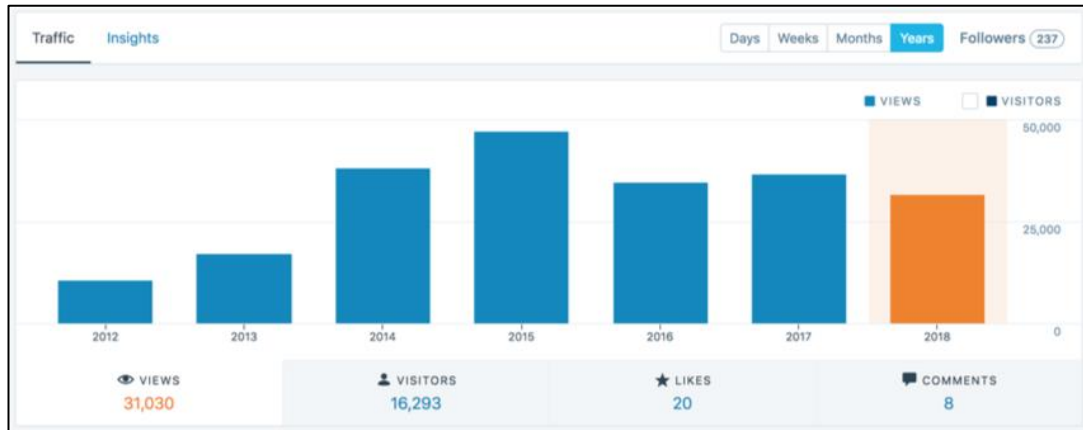 Traffic Insights Days Weeks Months Years Followers 237
VIEWS VISITORS
50,000
25,000
0
2012 2013 2014 2015 2016 2017 2018
VIEWS VISITORS LIKES COMMENTS
31,030 16,293 20 8